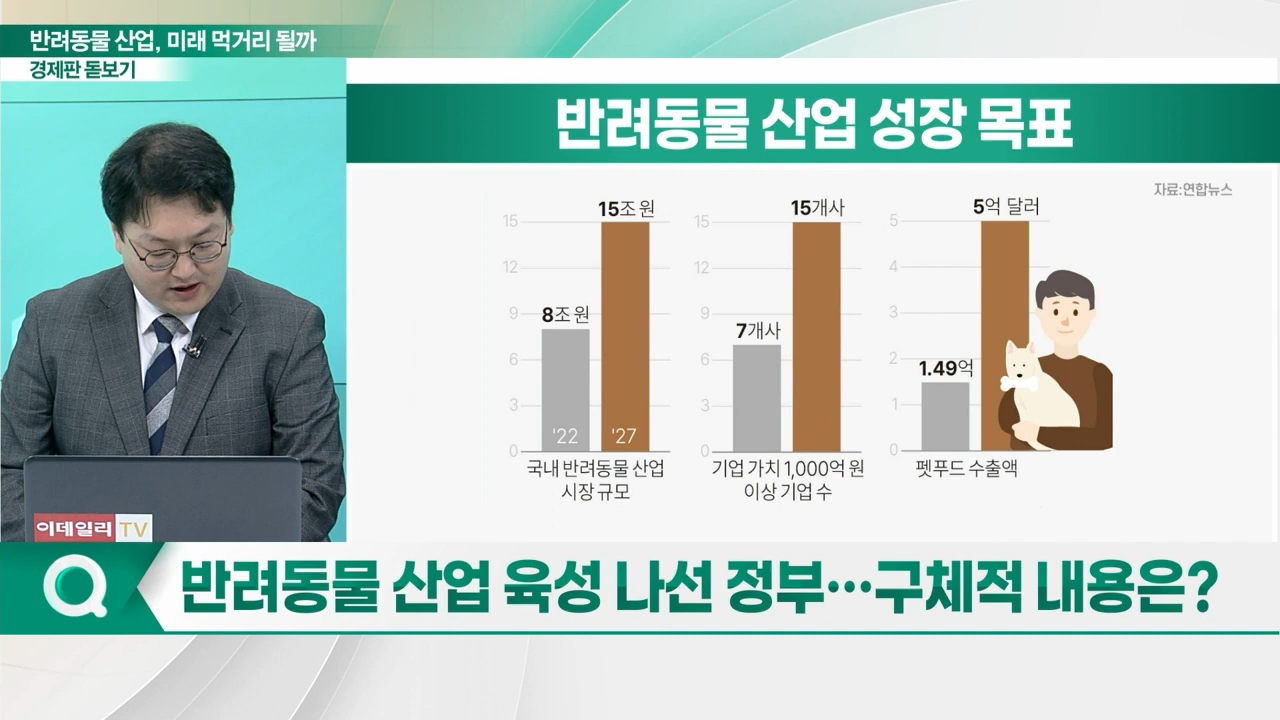 반려동물 산업, 미래 먹거리 될까
경제판 돋보기
반려동물 산업 성장 목표
자료:연합뉴스
15
12
9
6
3
0
8조 원
15조 원
'22
'27
국내 반려동물 산업
시장 규모
15
12
9
6
3
0
7개사
15개사
기업 가치 1,000억 원
이상 기업 수
5
4
3
2
1
0
1.49억
5억 달러
펫푸드 수출액
이데일리 TV
반려동물 산업 육성 나선 정부…구체적 내용은?